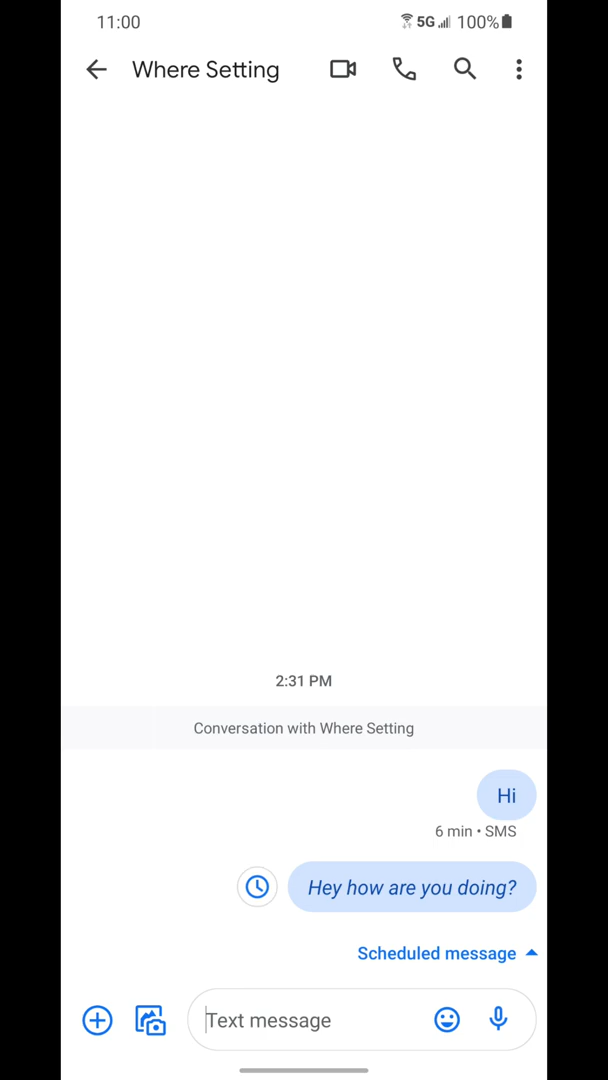 11:00 5G 100%
Where Setting
2:31 PM
Conversation with Where Setting
Hi
6 min • SMS
Hey how are you doing?
Scheduled message
Text message